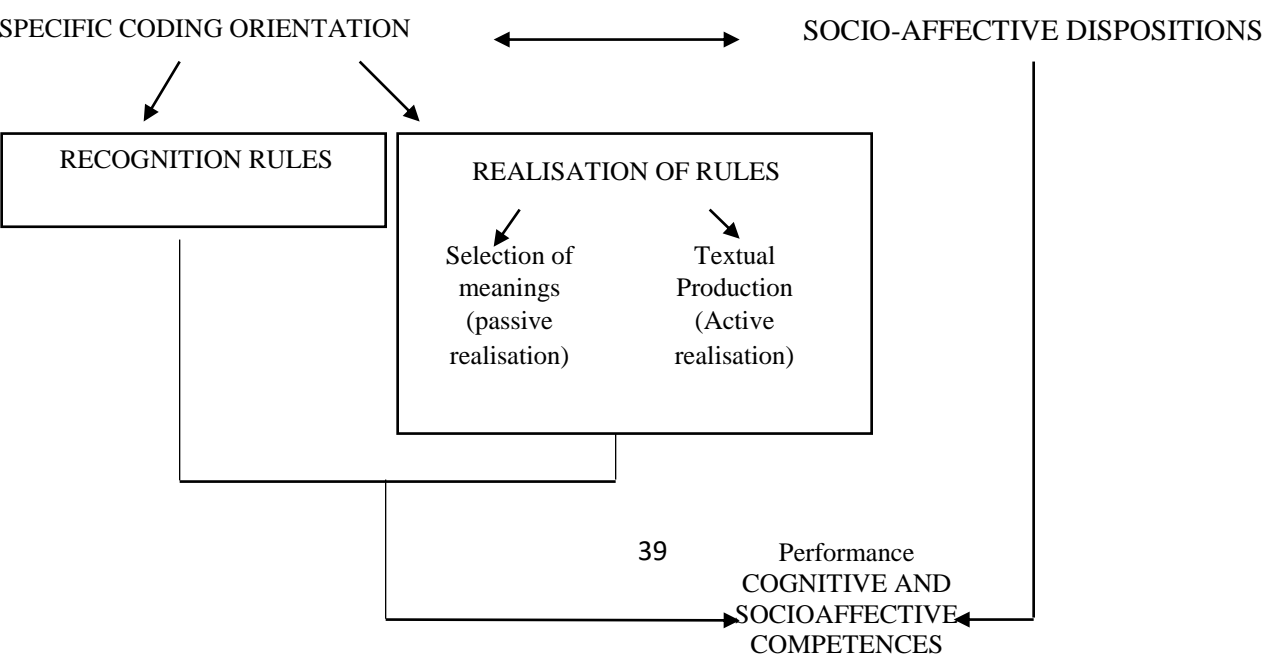 SPECIFIC CODING ORIENTATION
SOCIO-AFFECTIVE DISPOSITIONS
RECOGNITION RULES
REALISATION OF RULES
Selection of
meanings
(passive
realisation)
Textual
Production
(Active
realisation)
39
Performance
COGNITIVE AND
SOCIOAFFECTIVE
COMPETENCES